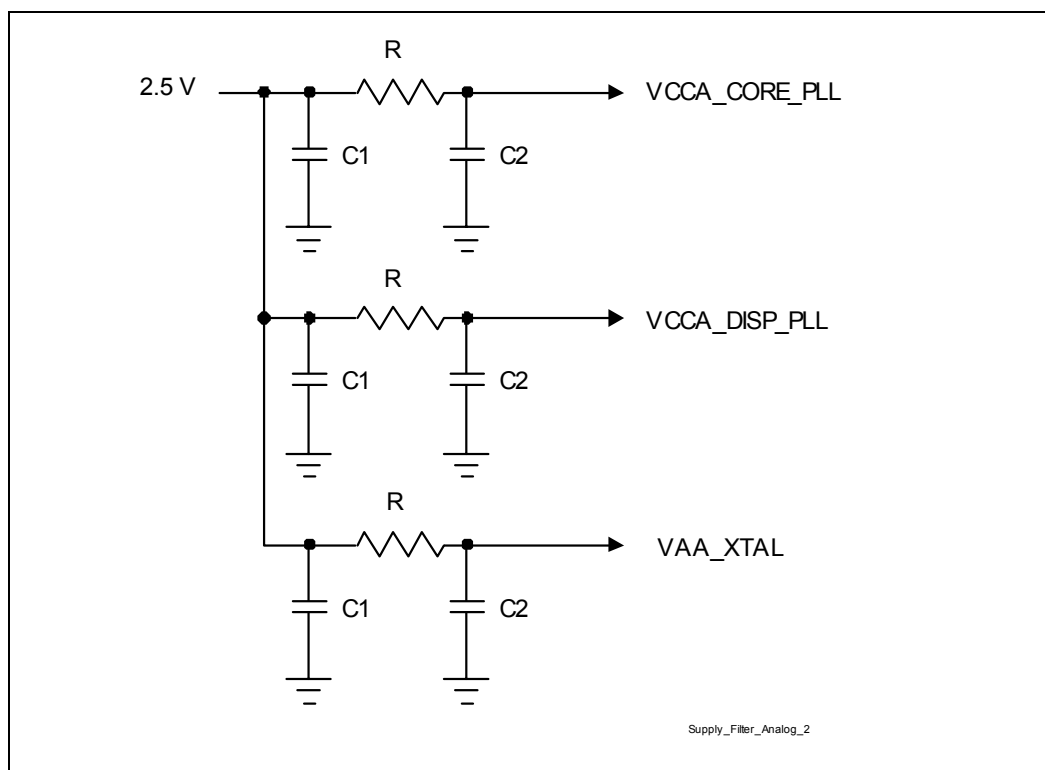 R
2.5 V
VCCA_CORE_PLL
C1
C2
R
VCCA_DISP_PLL
C1
C2
R
VAA_XTAL
C1
C2
Supply_Filter_Analog_2